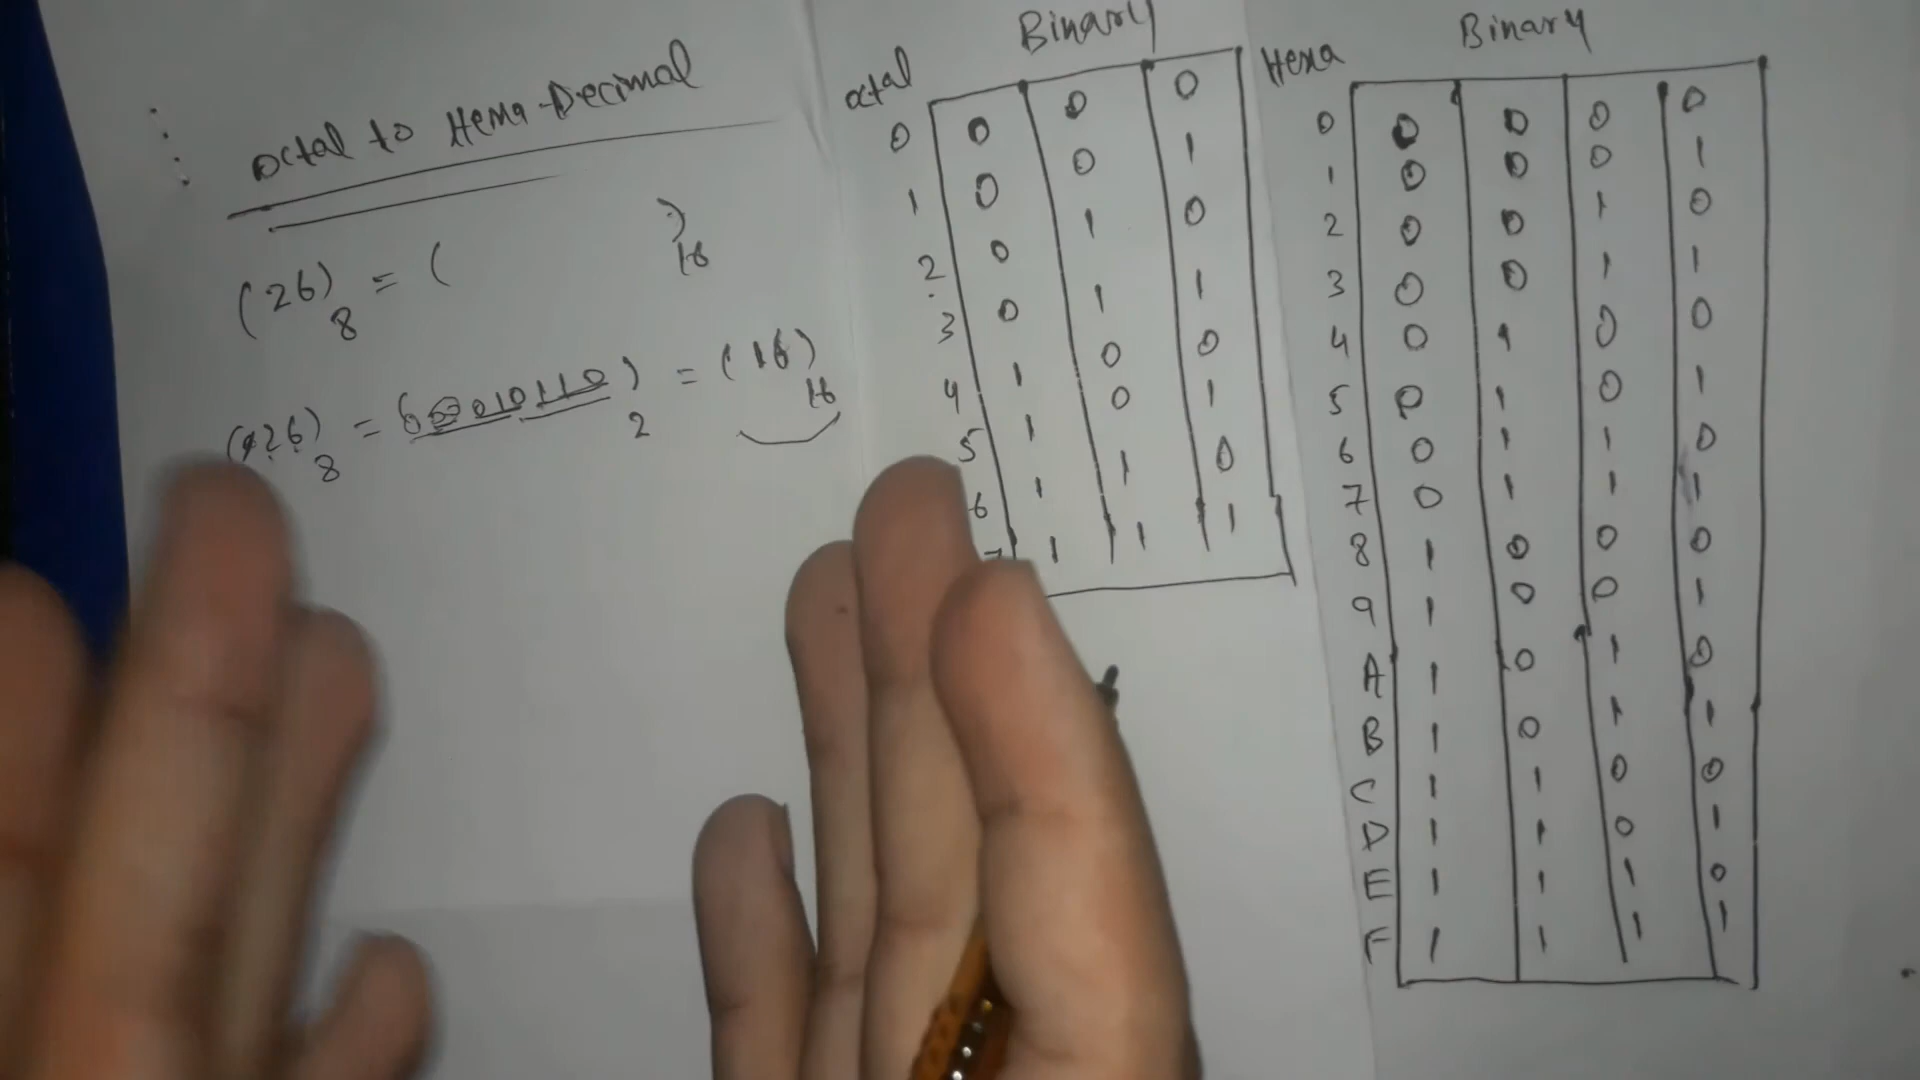 Octal to Hexa-Decimal
(26)8 = ( )16
(26)8 = (00010110)2 = (16)16
Octal Binary
0 0 0 0
1 0 0 1
2 0 1 0
3 0 1 1
4 1 0 0
5 1 0 1
6 1 1 0
7 1 1 1
Hexa Binary
0 0 0 0 0
1 0 0 0 1
2 0 0 1 0
3 0 0 1 1
4 0 1 0 0
5 0 1 0 1
6 0 1 1 0
7 0 1 1 1
8 1 0 0 0
9 1 0 0 1
A 1 0 1 0
B 1 0 1 1
C 1 1 0 0
D 1 1 0 1
E 1 1 1 0
F 1 1 1 1